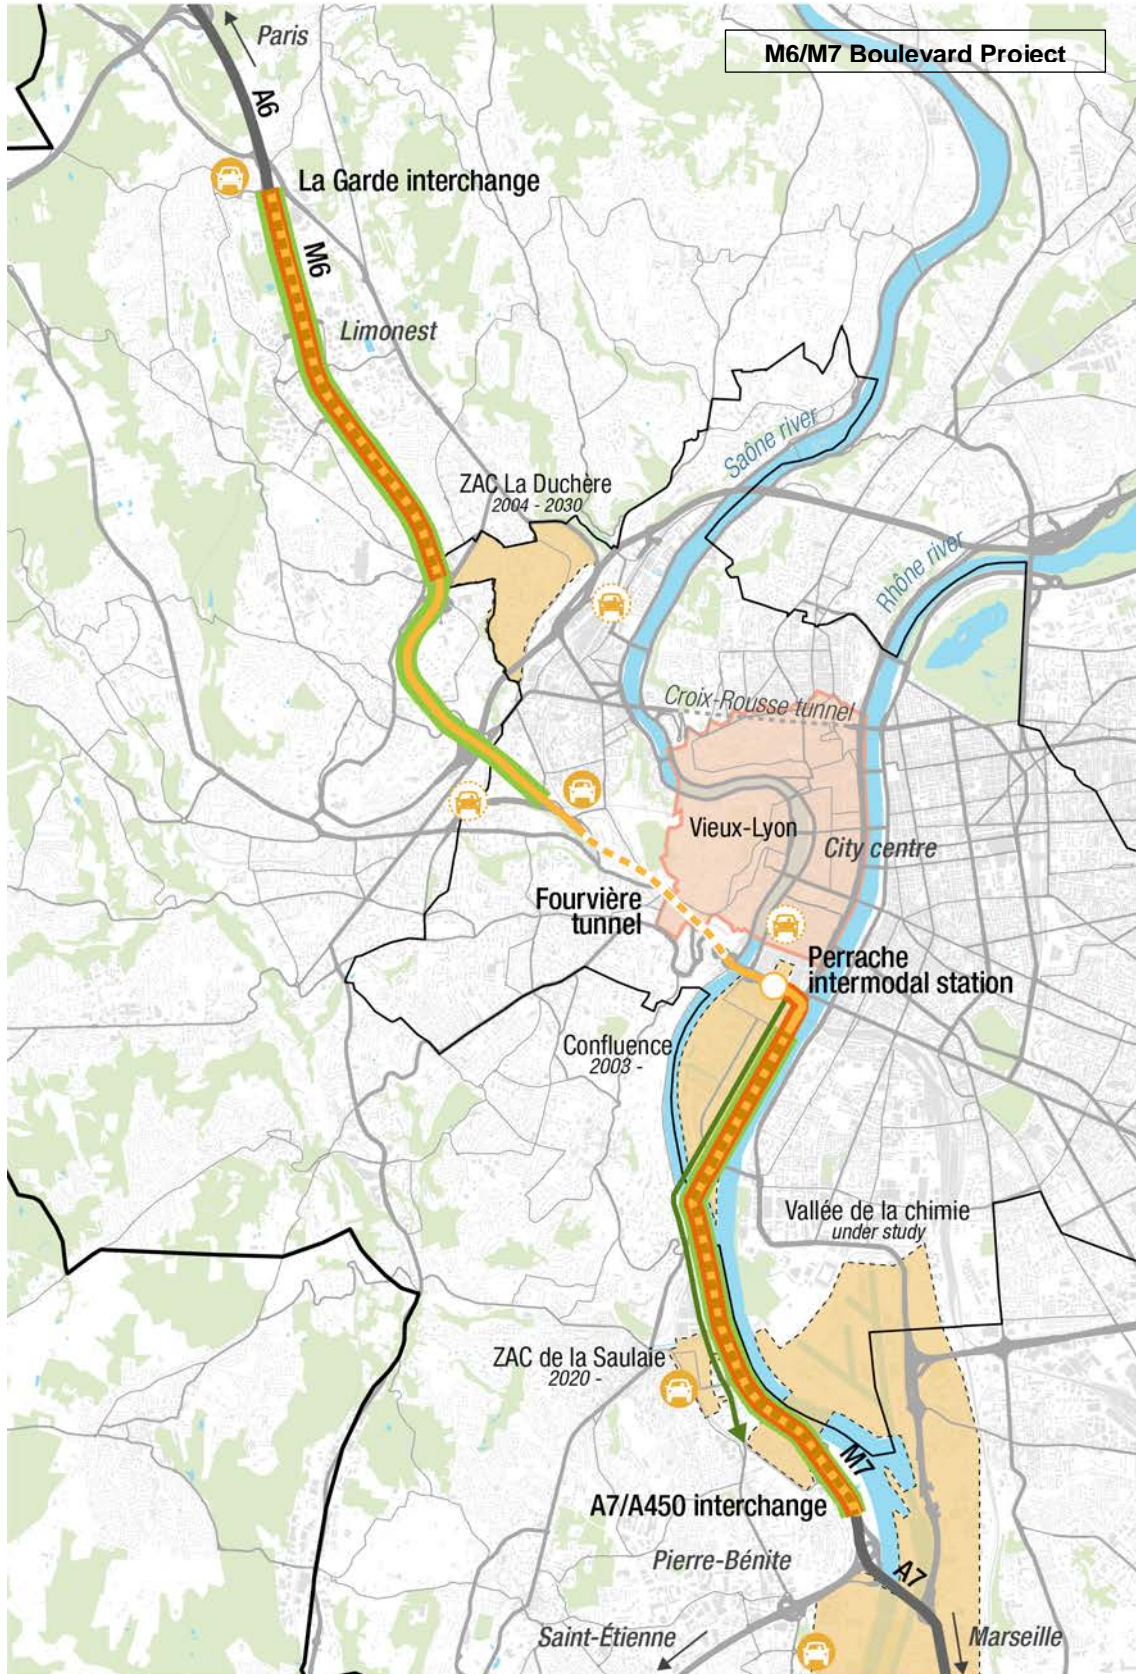 M6/M7 Boulevard Project
Paris
A6
La Garde interchange
M6
Limonest
Saône river
ZAC La Duchère
2004 - 2030
Rhône river
Croix-Rousse tunnel
Vieux-Lyon
City centre
Fourvière
tunnel
Perrache
intermodal station
Confluence
2003 -
Vallée de la chimie
under study
ZAC de la Saulaie
2020 -
M7
A7/A450 interchange
Pierre-Bénite
A7
Saint-Étienne
Marseille